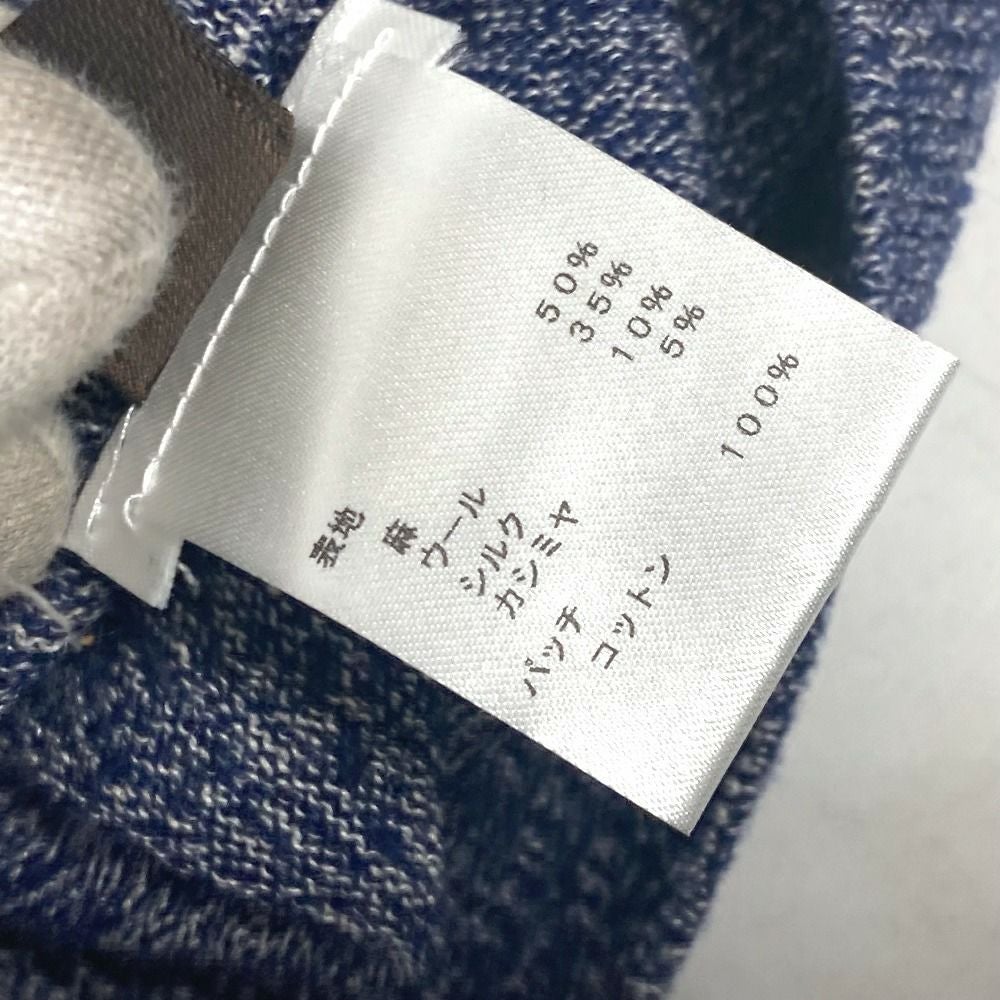 表地
麻 50%
ウール 35%
シルク 10%
カシミヤ 5%
パッチ
コットン 100%